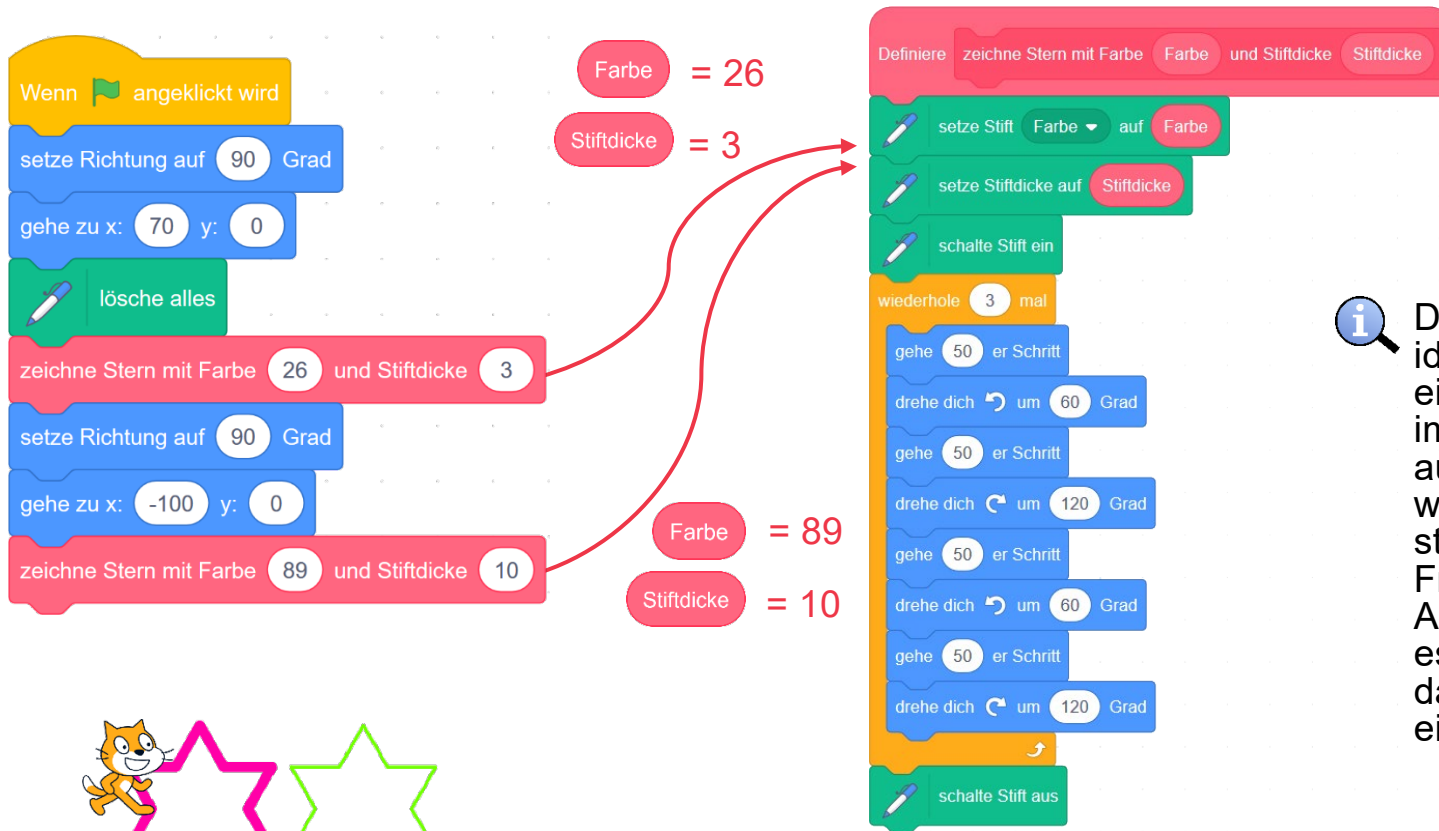 Wenn angeklickt wird
setze Richtung auf 90 Grad
gehe zu x: 70 y: 0
lösche alles
zeichne Stern mit Farbe 26 und Stiftdicke 3
setze Richtung auf 90 Grad
gehe zu x: -100 y: 0
zeichne Stern mit Farbe 89 und Stiftdicke 10
Farbe = 26
Stiftdicke = 3
Farbe = 89
Stiftdicke = 10
Definiere zeichne Stern mit Farbe Farbe und Stiftdicke Stiftdicke
setze Stift Farbe auf Farbe
setze Stiftdicke auf Stiftdicke
schalte Stift ein
wiederhole 3 mal
gehe 50 er Schritt
drehe dich um 60 Grad
gehe 50 er Schritt
drehe dich um 120 Grad
gehe 50 er Schritt
drehe dich um 60 Grad
gehe 50 er Schritt
drehe dich um 120 Grad
schalte Stift aus
i